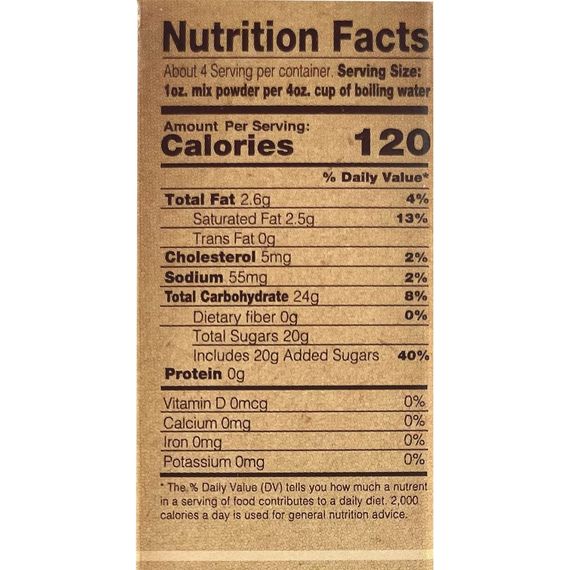 Nutrition Facts
About 4 Serving per container. Serving Size:
1oz. mix powder per 4oz. cup of boiling water
Amount Per Serving:
Calories 120
% Daily Value*
Total Fat 2.6g 4%
Saturated Fat 2.5g 13%
Trans Fat 0g
Cholesterol 5mg 2%
Sodium 55mg 2%
Total Carbohydrate 24g 8%
Dietary fiber 0g 0%
Total Sugars 20g
Includes 20g Added Sugars 40%
Protein 0g
Vitamin D 0mcg 0%
Calcium 0mg 0%
Iron 0mg 0%
Potassium 0mg 0%
* The % Daily Value (DV) tells you how much a nutrent
in a serving of food contributes to a daily diet. 2,000
calories a day is used for general nutrition advice.